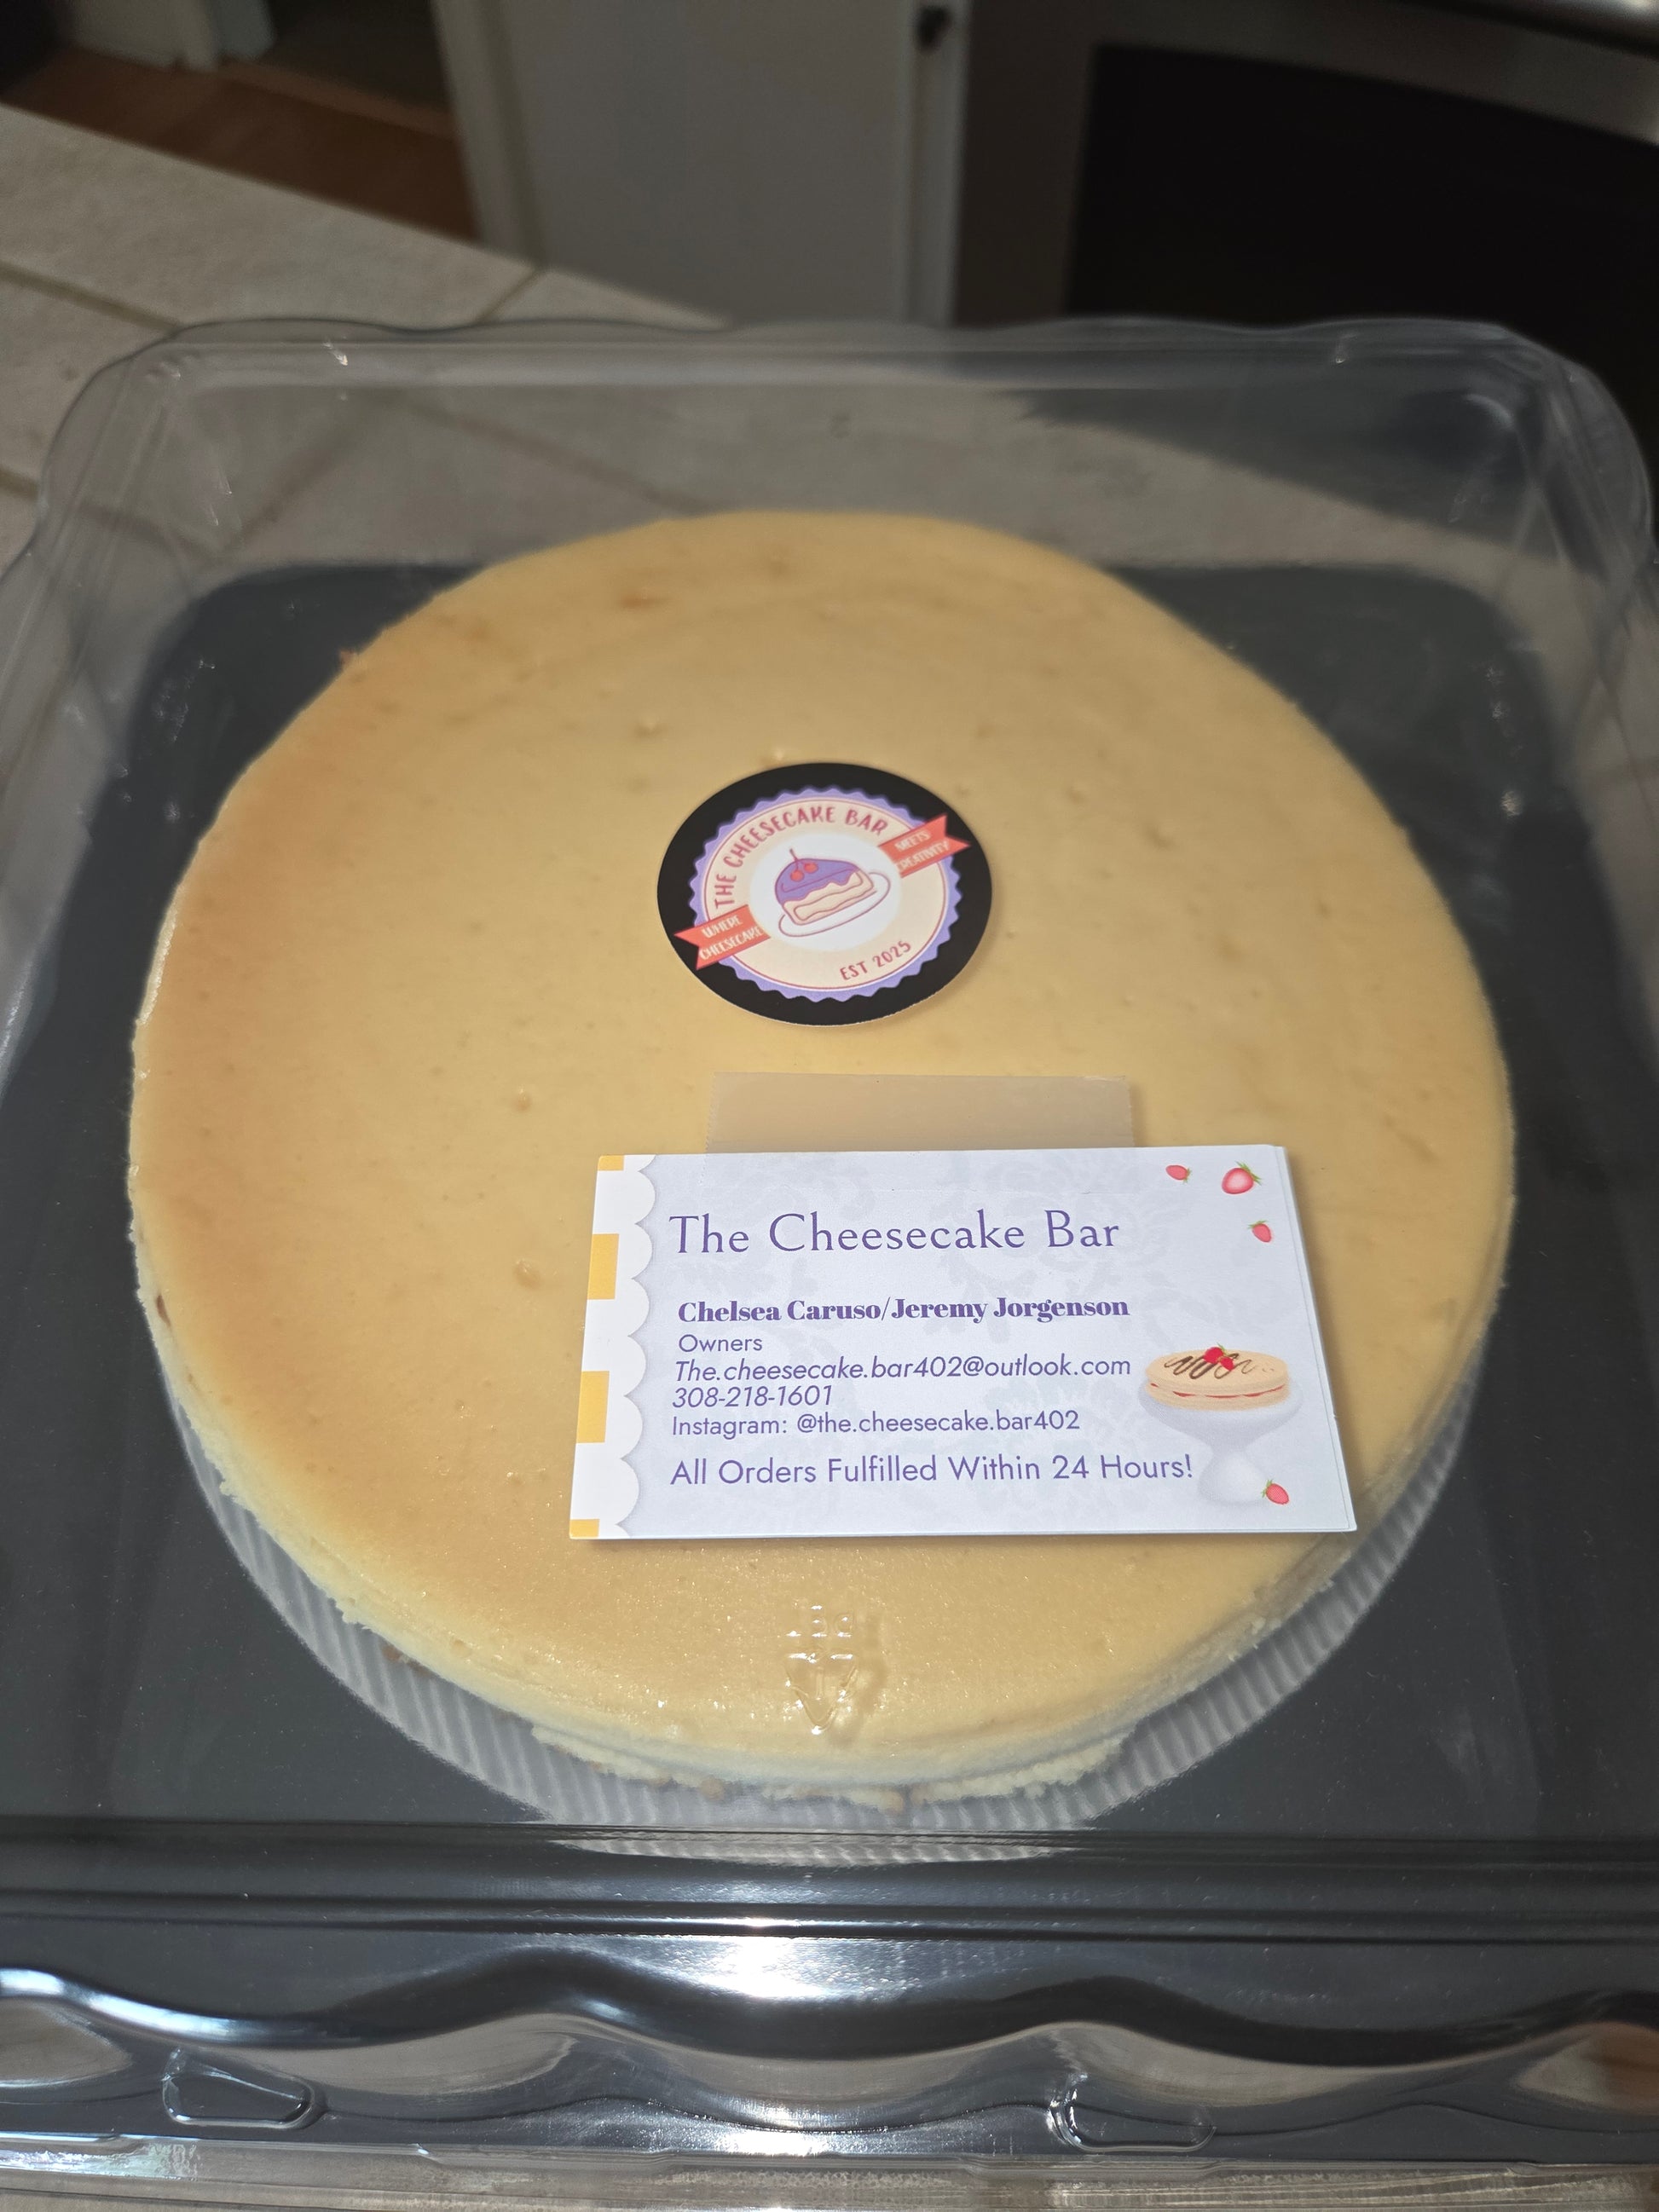 THE CHEESECAKE BAR
MEETS
CREATIVITY
WHERE
CHEESECAKE
EST 2025
The Cheesecake Bar
Chelsea Caruso/Jeremy Jorgenson
Owners
The.cheesecake.bar402@outlook.com
308-218-1601
Instagram: @the.cheesecake.bar402
All Orders Fulfilled Within 24 Hours!